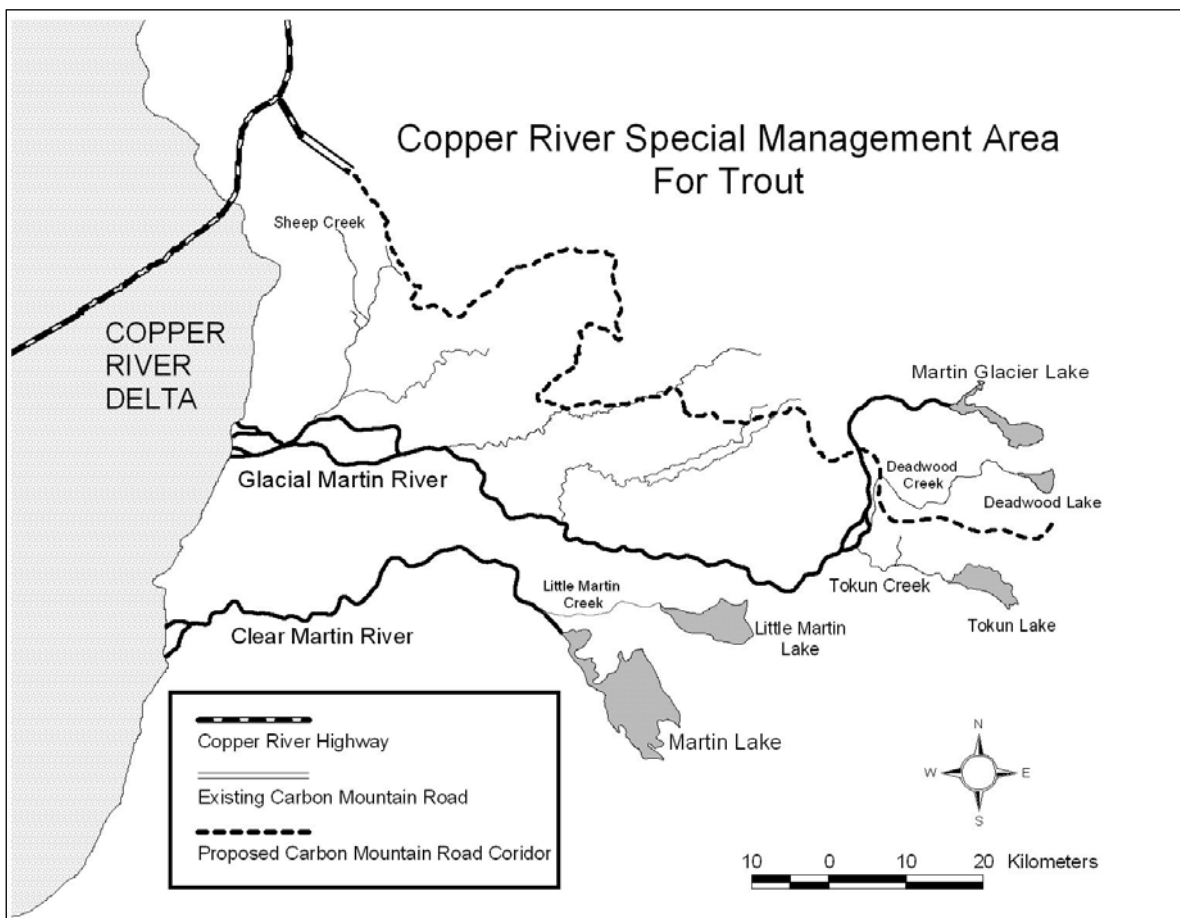 Copper River Special Management Area
For Trout
Sheep Creek
COPPER
RIVER
DELTA
Martin Glacier Lake
Glacial Martin River
Deadwood
Creek
Deadwood Lake
Little Martin
Creek
Tokun Creek
Clear Martin River
Little Martin
Lake
Tokun Lake
Martin Lake
Copper River Highway
Existing Carbon Mountain Road
Proposed Carbon Mountain Road Coridor
N
W E
S
10 0 10 20 Kilometers